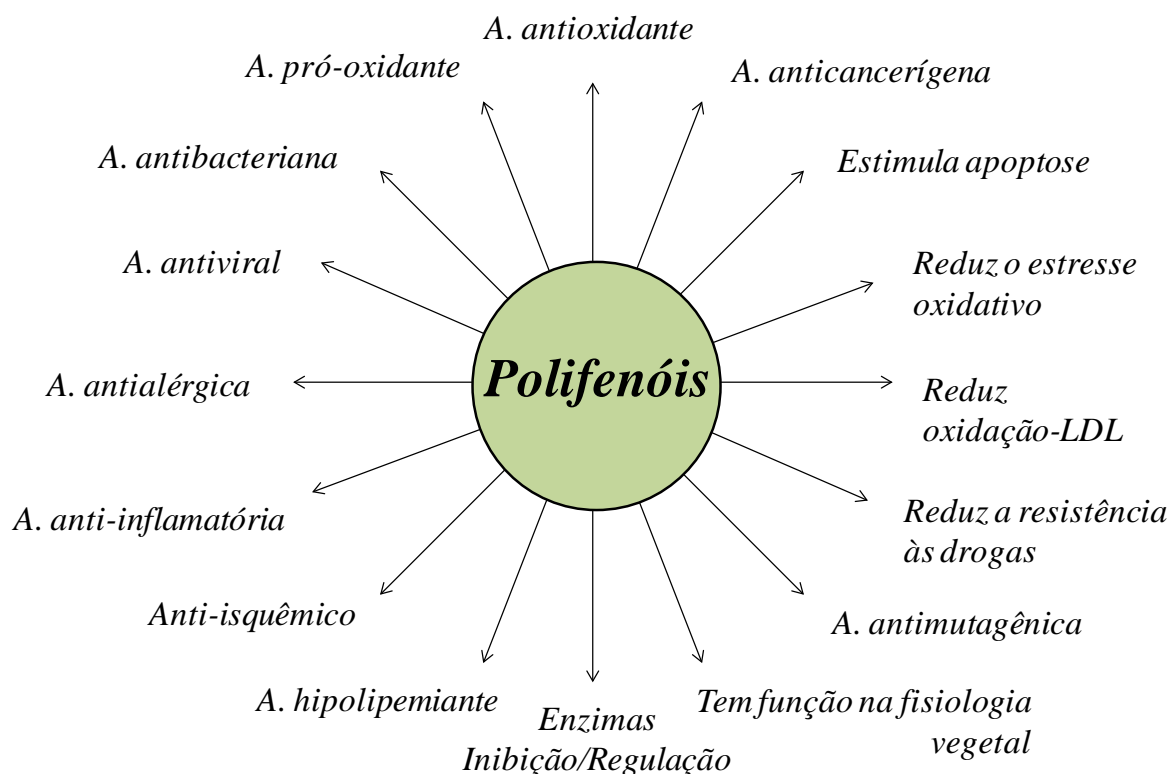 A. antioxidante
A. pró-oxidante
A. anticancerígena
A. antibacteriana
Estimula apoptose
A. antiviral
Reduz o estresse
oxidativo
Polifenóis
A. antialérgica
Reduz
oxidação-LDL
A. anti-inflamatória
Reduz a resistência
às drogas
Anti-isquêmico
A. antimutagênica
A. hipolipemiante
Enzimas
Inibição/Regulação
Tem função na fisiologia
vegetal